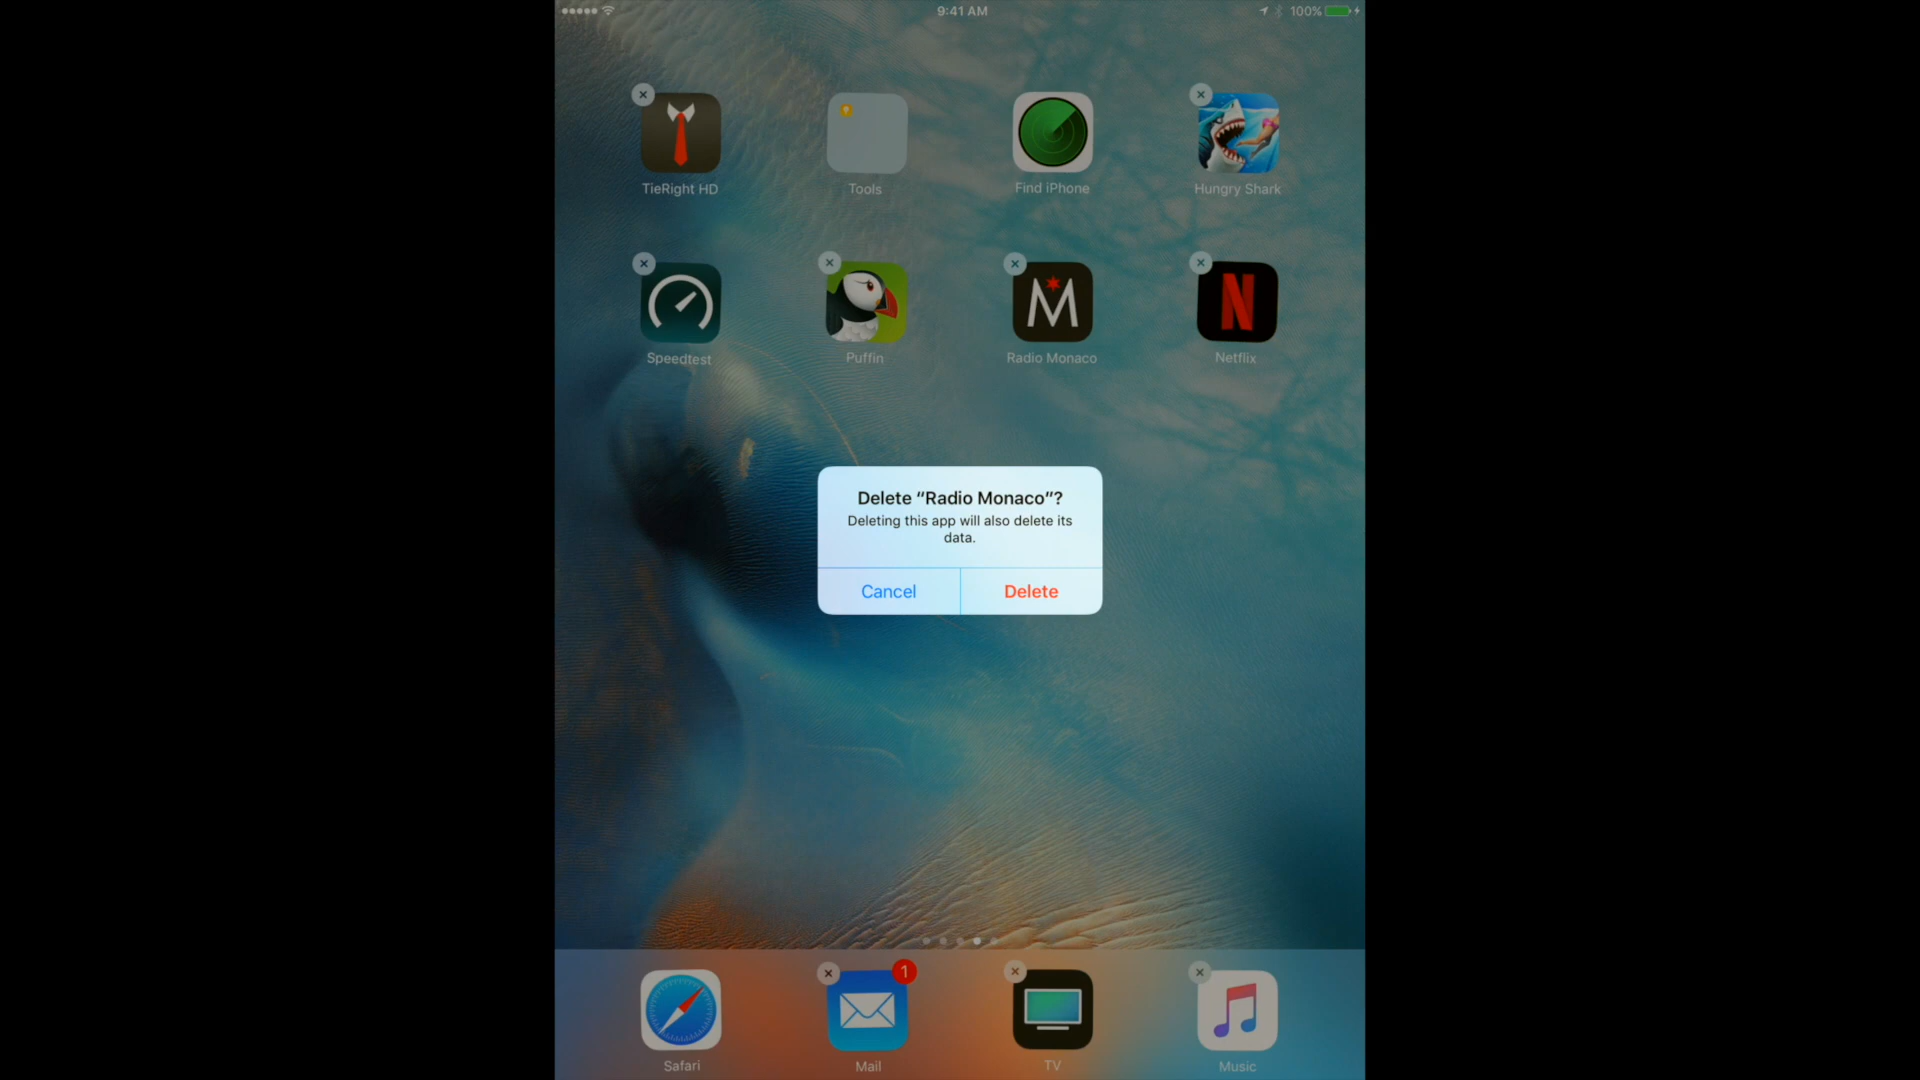 9:41 AM
100%
TieRight HD
Tools
Find iPhone
Hungry Shark
Speedtest
Puffin
M
Radio Monaco
N
Netflix
Delete “Radio Monaco”?
Deleting this app will also delete its
data.
Cancel
Delete
1
Safari
Mail
TV
Music